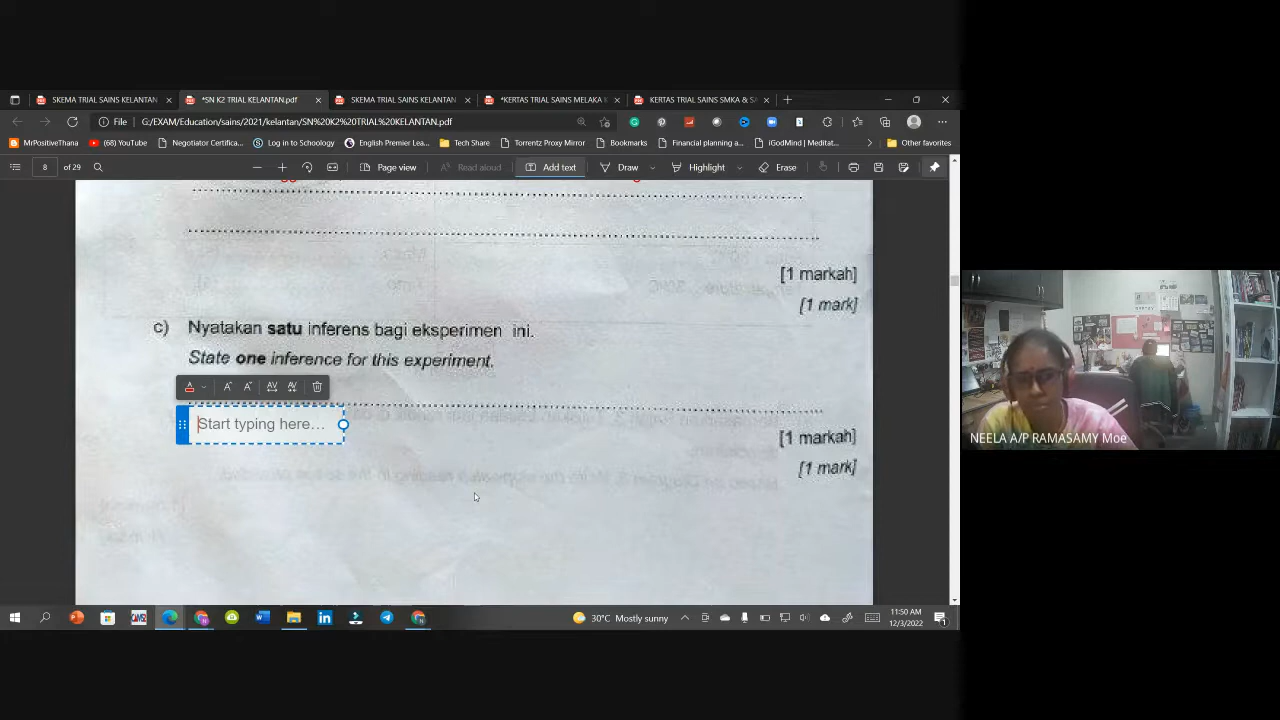 SKEMA TRIAL SAINS KELANTAN
*SN K2 TRIAL KELANTAN.pdf
SKEMA TRIAL SAINS KELANTAN
*KERTAS TRIAL SAINS MELAKA
KERTAS TRIAL SAINS SMKA & SA
File
G:/EXAM/Education/sains/2021/kelantan/SN%20K2%20TRIAL%20KELANTAN.pdf
MrPositiveThana
(68) YouTube
Negotiator Certifica...
Log in to Schoology
English Premier Lea...
Tech Share
Torrentz Proxy Mirror
Bookmarks
Financial planning a...
iGodMind | Meditat...
Other favorites
8 of 29
Page view
Read aloud
Add text
Draw
Highlight
Erase
[1 markah]
[1 mark]
c) Nyatakan satu inferens bagi eksperimen ini.
State one inference for this experiment.
Start typing here...
[1 markah]
[1 mark]
NEELA A/P RAMASAMY Moe
30°C Mostly sunny
11:50 AM
12/3/2022